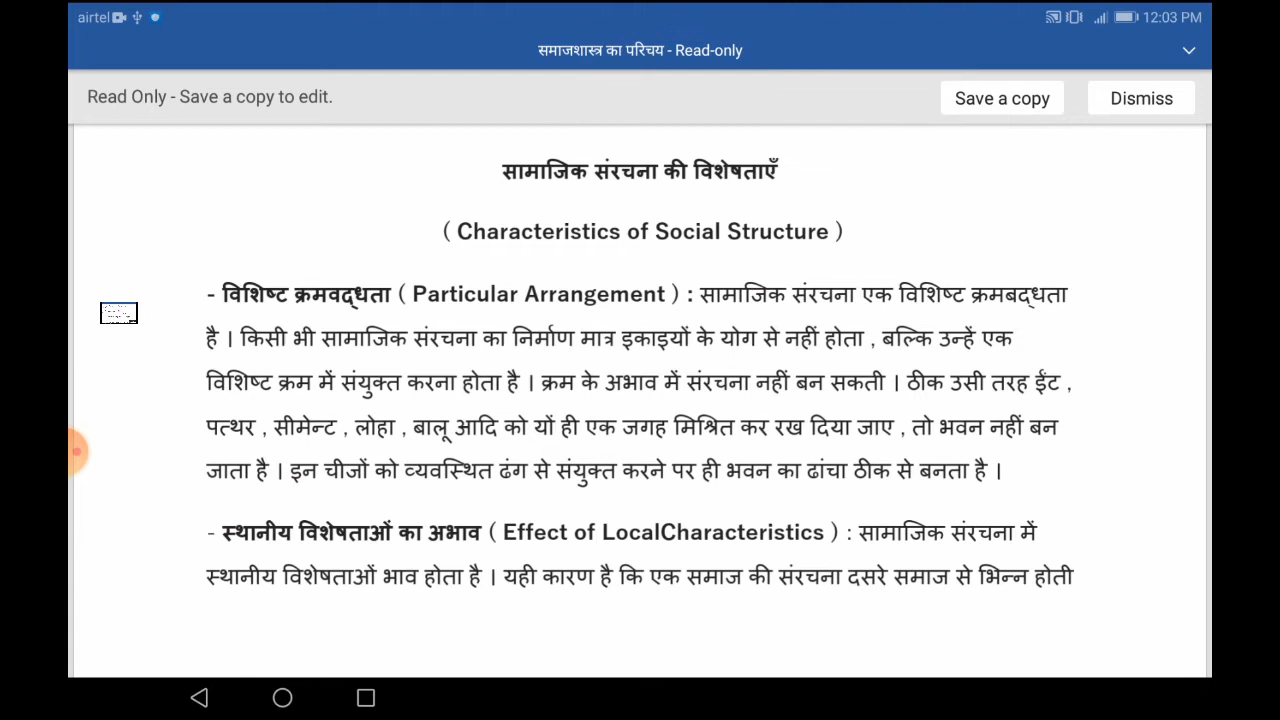 airtel 12:03 PM
समाजशास्त्र का परिचय - Read-only
Read Only - Save a copy to edit. Save a copy Dismiss
सामाजिक संरचना की विशेषताएँ
( Characteristics of Social Structure )
- विशिष्ट क्रमवद्धता ( Particular Arrangement ) : सामाजिक संरचना एक विशिष्ट क्रमबद्धता
है । किसी भी सामाजिक संरचना का निर्माण मात्र इकाइयों के योग से नहीं होता , बल्कि उन्हें एक
विशिष्ट क्रम में संयुक्त करना होता है । क्रम के अभाव में संरचना नहीं बन सकती । ठीक उसी तरह ईंट ,
पत्थर , सीमेन्ट , लोहा , बालू आदि को यों ही एक जगह मिश्रित कर रख दिया जाए , तो भवन नहीं बन
जाता है । इन चीजों को व्यवस्थित ढंग से संयुक्त करने पर ही भवन का ढांचा ठीक से बनता है ।
- स्थानीय विशेषताओं का अभाव ( Effect of LocalCharacteristics ) : सामाजिक संरचना में
स्थानीय विशेषताओं भाव होता है । यही कारण है कि एक समाज की संरचना दसरे समाज से भिन्न होती